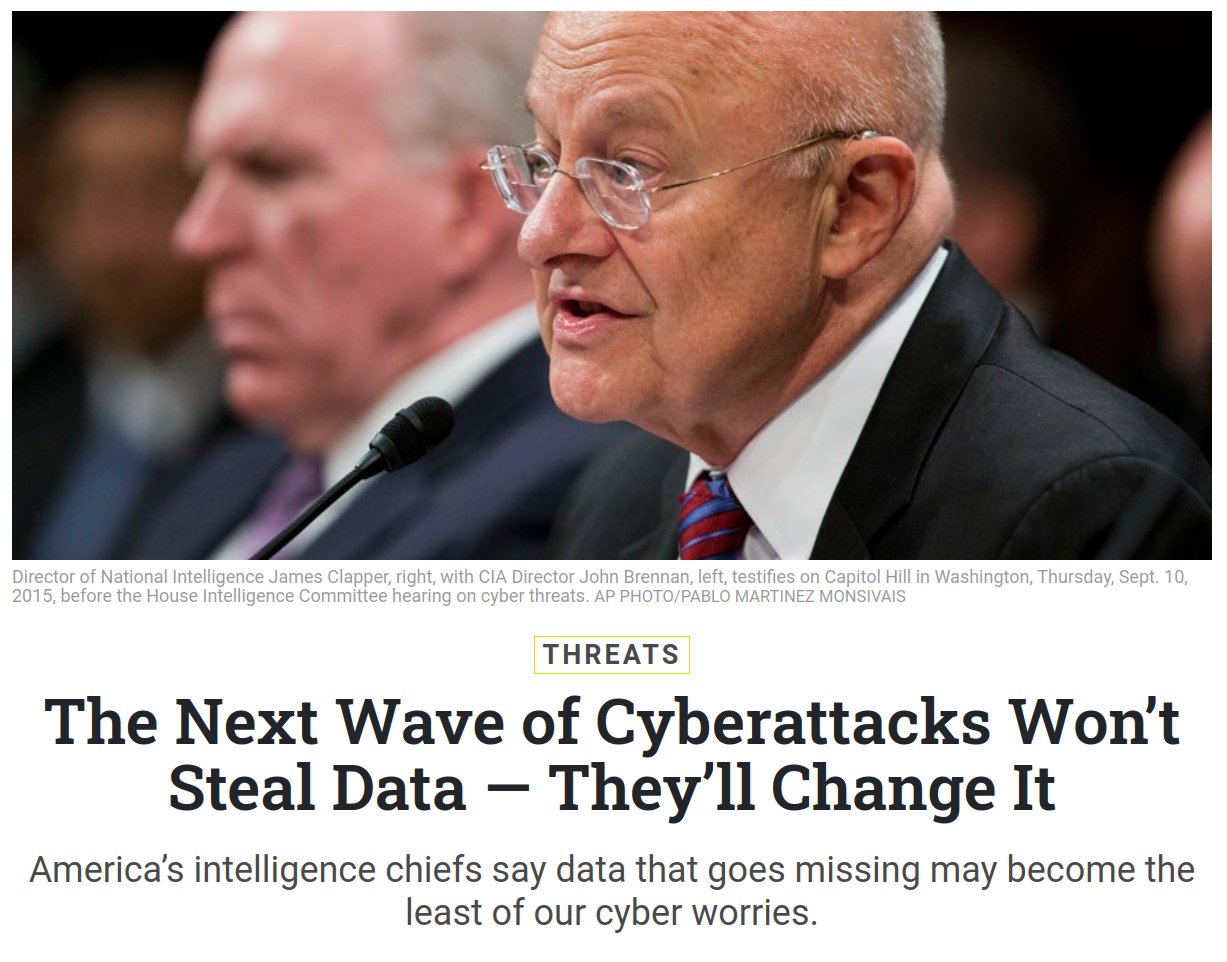 Director of National Intelligence James Clapper, right, with CIA Director John Brennan, left, testifies on Capitol Hill in Washington, Thursday, Sept. 10,
2015, before the House Intelligence Committee hearing on cyber threats. AP PHOTO/PABLO MARTINEZ MONSIVAIS
THREATS
The Next Wave of Cyberattacks Won’t
Steal Data — They’ll Change It
America’s intelligence chiefs say data that goes missing may become the
least of our cyber worries.